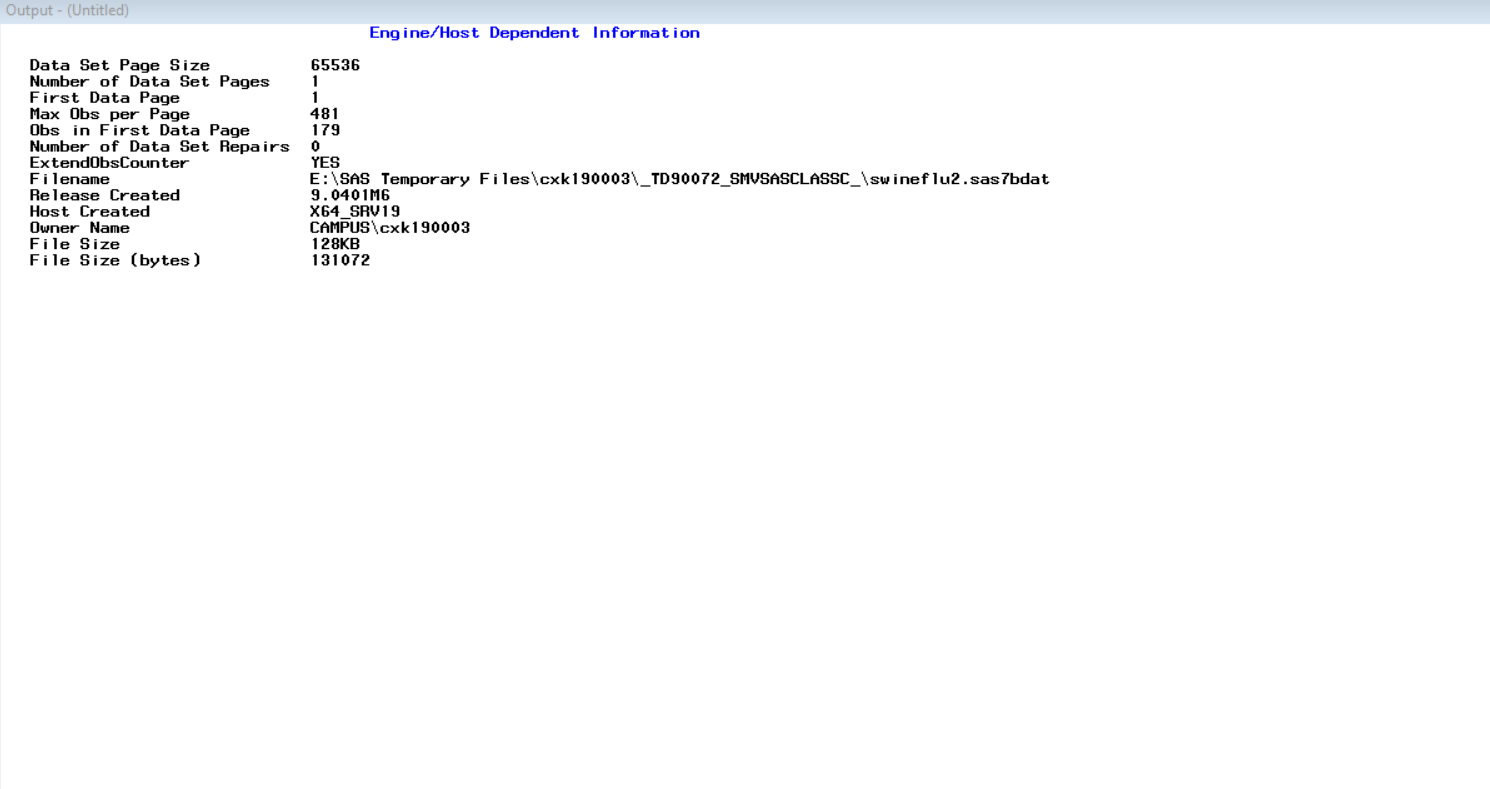 Output - (Untitled)
Engine/Host Dependent Information
Data Set Page Size 65536
Number of Data Set Pages 1
First Data Page 1
Max Obs per Page 481
Obs in First Data Page 179
Number of Data Set Repairs 0
ExtendObsCounter YES
Filename E:\SAS Temporary Files\cxk190003\_TD90072_SMVSASCLASSC_\swineflu2.sas7bdat
Release Created 9.0401M6
Host Created X64_SRV19
Owner Name CAMPUS\cxk190003
File Size 128KB
File Size (bytes) 131072